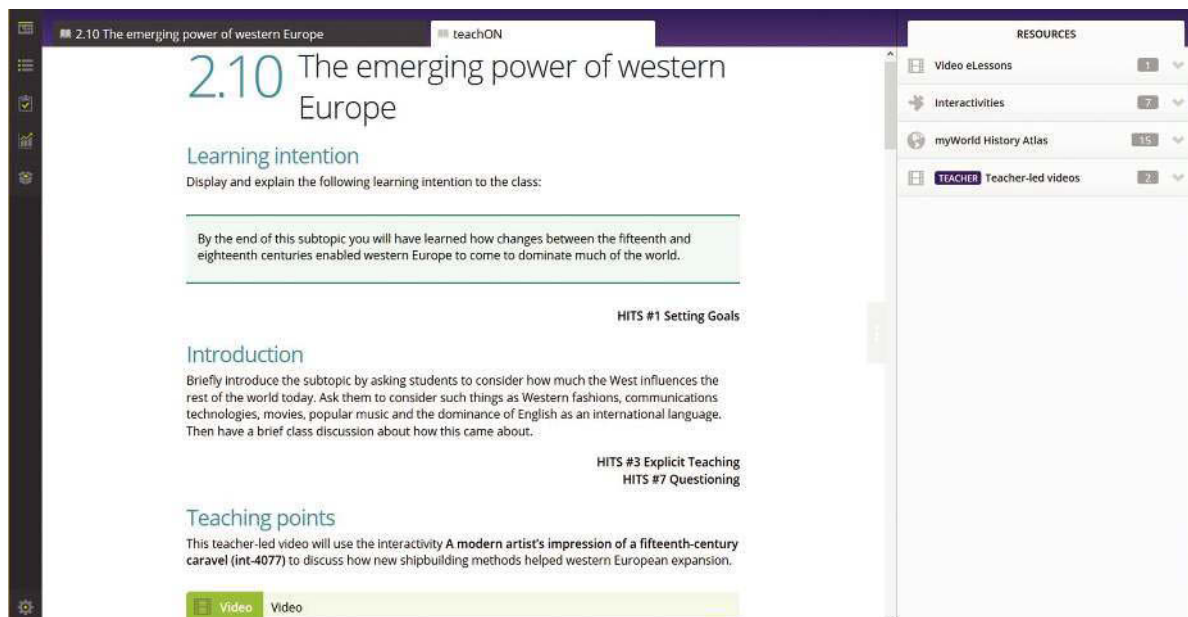 2.10 The emerging power of western Europe
teachON
2.10 The emerging power of western
Europe
Learning intention
Display and explain the following learning intention to the class:
By the end of this subtopic you will have learned how changes between the fifteenth and
eighteenth centuries enabled western Europe to come to dominate much of the world.
HITS #1 Setting Goals
Introduction
Briefly introduce the subtopic by asking students to consider how much the West influences the
rest of the world today. Ask them to consider such things as Western fashions, communications
technologies, movies, popular music and the dominance of English as an international language.
Then have a brief class discussion about how this came about.
HITS #3 Explicit Teaching
HITS #7 Questioning
Teaching points
This teacher-led video will use the interactivity A modern artist's impression of a fifteenth-century
caravel (int-4077) to discuss how new shipbuilding methods helped western European expansion.
Video Video
RESOURCES
Video eLessons 1
Interactivities 7
myWorld History Atlas 15
TEACHER Teacher-led videos 2